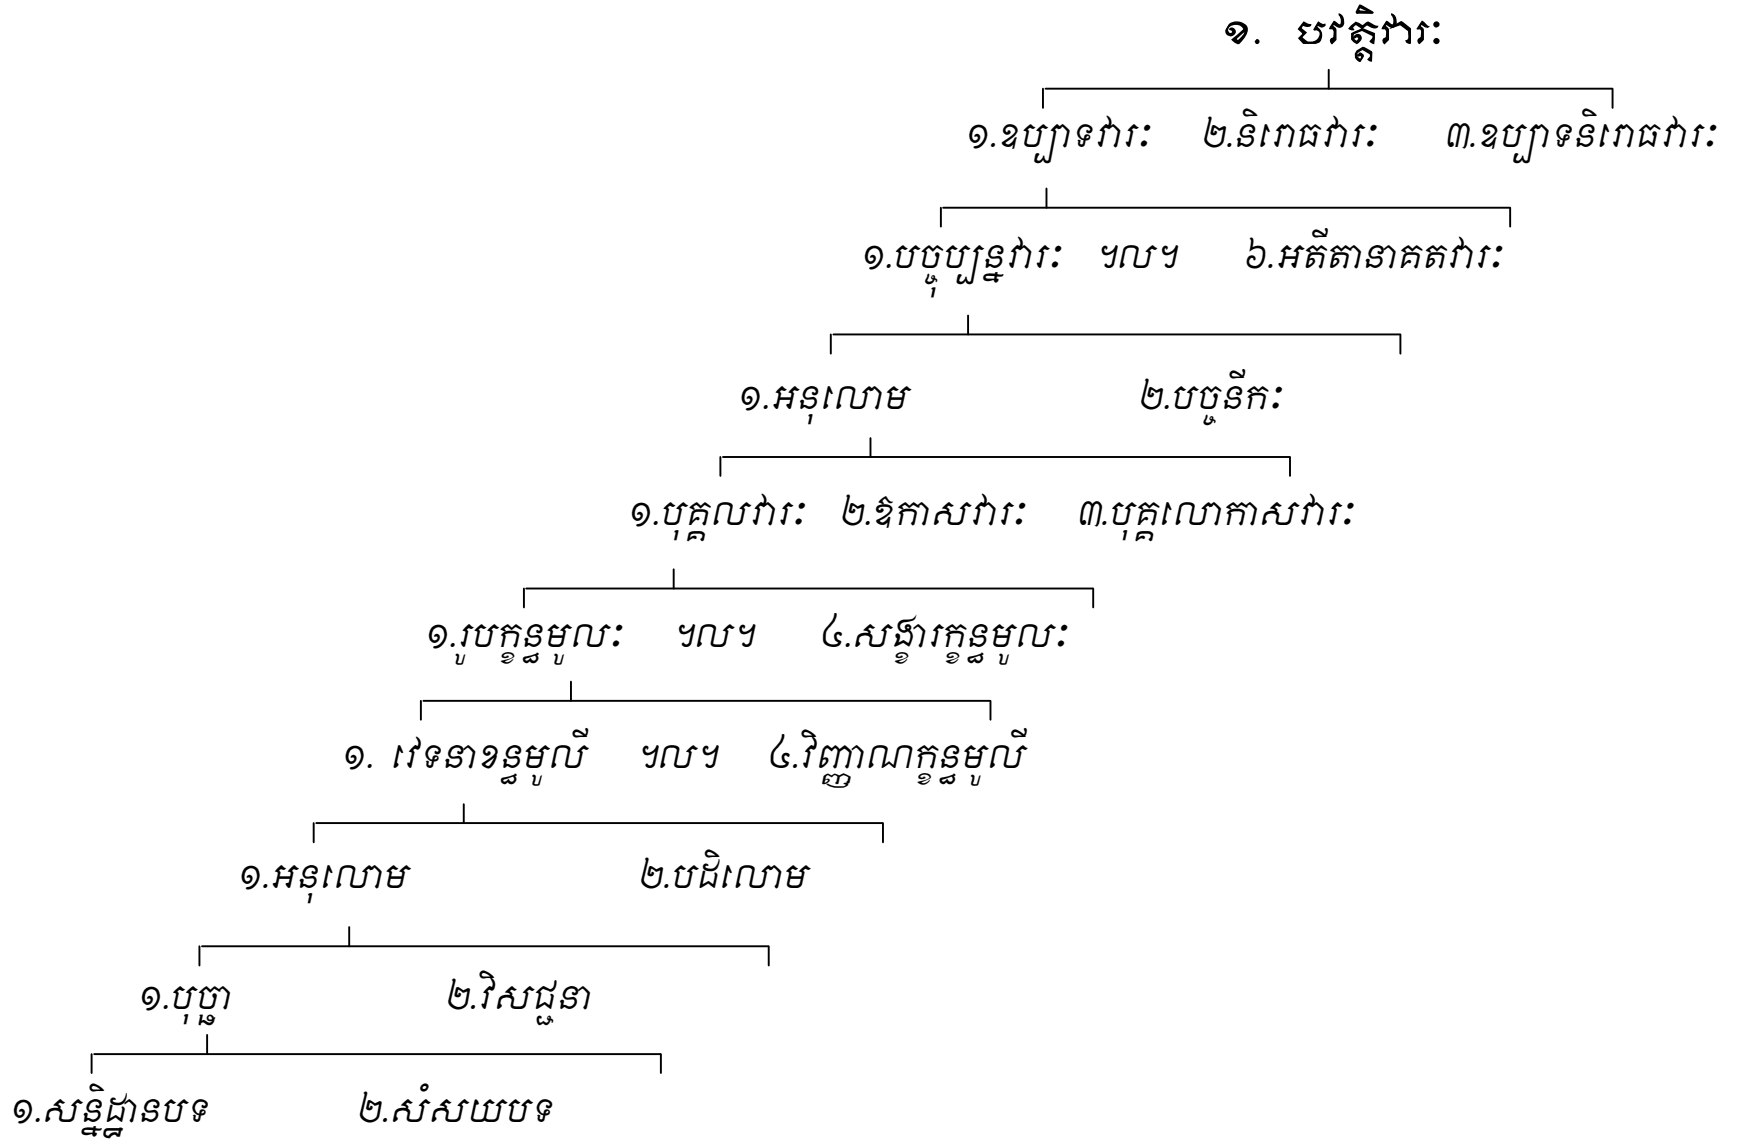 ១. បវត្តិវារៈ
១.ឧប្បាទវារៈ ២.និរោធវារៈ ៣.ឧប្បាទនិរោធវារៈ
១.បច្ចុប្បន្នវារៈ ។ល។ ៦.អតីតានាគតវារៈ
១.អនុលោម ២.បច្ចនីកៈ
១.បុគ្គលវារៈ ២.ឱកាសវារៈ ៣.បុគ្គលោកាសវារៈ
១.រូបក្ខន្ធមូលៈ ។ល។ ៤.សង្ខារក្ខន្ធមូលៈ
១. វេទនាខន្ធមូលី ។ល។ ៤.វិញ្ញាណក្ខន្ធមូលី
១.អនុលោម ២.បដិលោម
១.បុច្ឆា ២.វិសជ្ជនា
១.សន្និដ្ឋានបទ ២.សំសយបទ